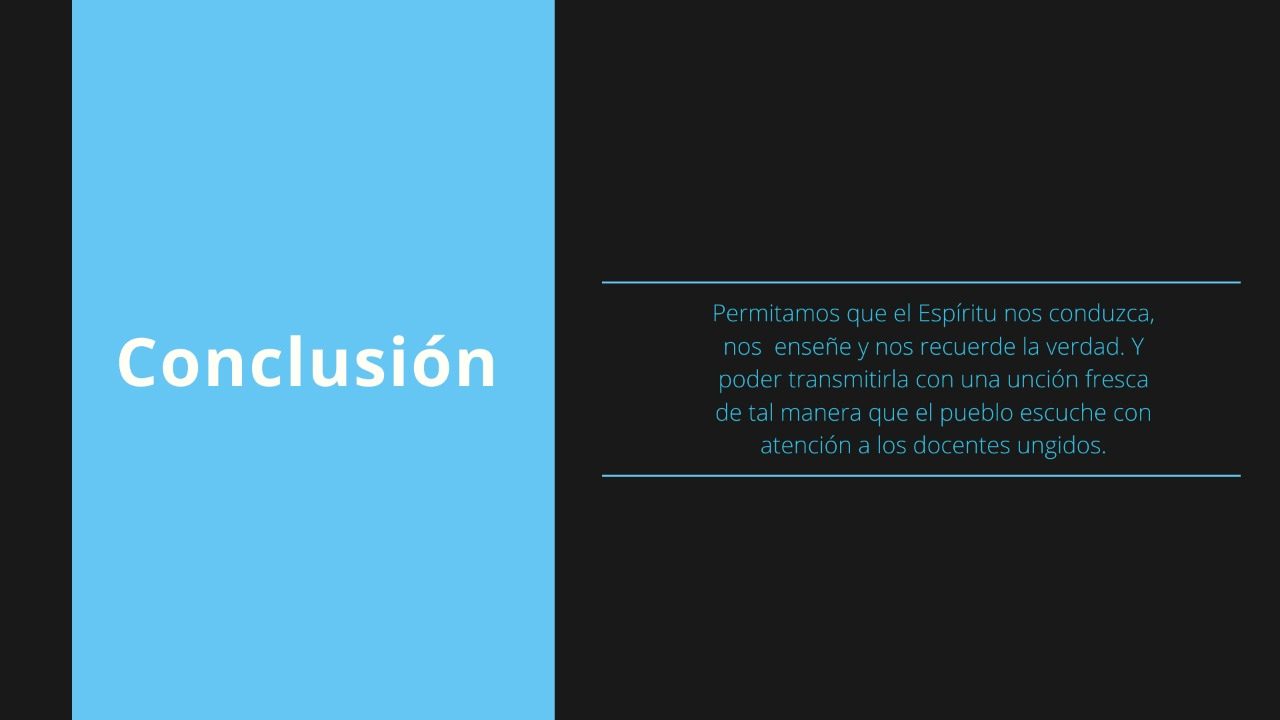 Conclusión
Permitamos que el Espíritu nos conduzca,
nos  enseñe y nos recuerde la verdad. Y
poder transmitirla con una unción fresca
de tal manera que el pueblo escuche con
atención a los docentes ungidos.